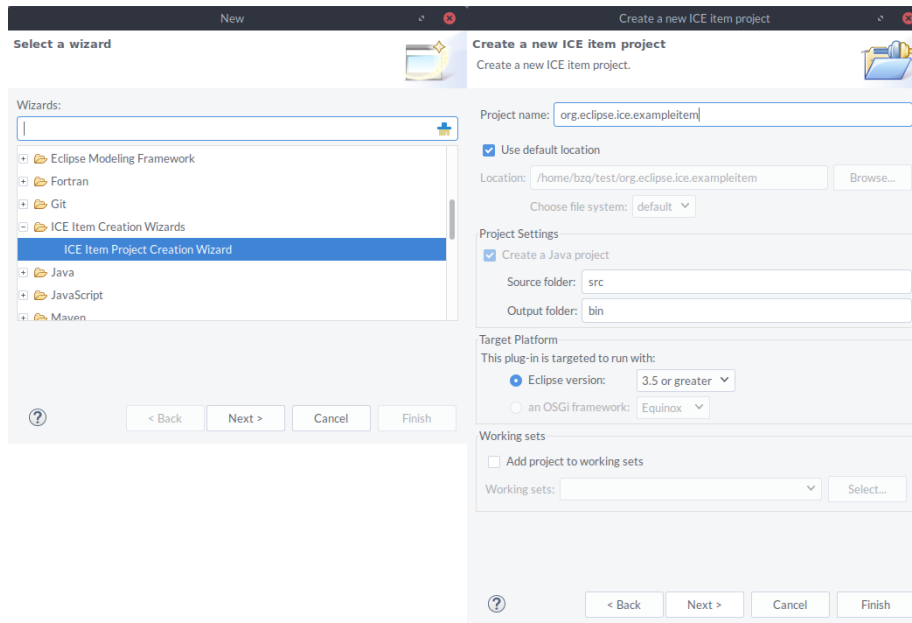 New
Select a wizard
Wizards:
Eclipse Modeling Framework
Fortran
Git
ICE Item Creation Wizards
ICE Item Project Creation Wizard
Java
JavaScript
Maven
?
< Back
Next >
Cancel
Finish
Create a new ICE item project
Create a new ICE item project
Create a new ICE item project.
Project name: org.eclipse.ice.exampleitem
Use default location
Location: /home/bzq/test/org.eclipse.ice.exampleitem Browse...
Choose file system: default
Project Settings
Create a Java project
Source folder: src
Output folder: bin
Target Platform
This plug-in is targeted to run with:
Eclipse version: 3.5 or greater
an OSGi framework: Equinox
Working sets
Add project to working sets
Working sets: Select...
?
< Back
Next >
Cancel
Finish